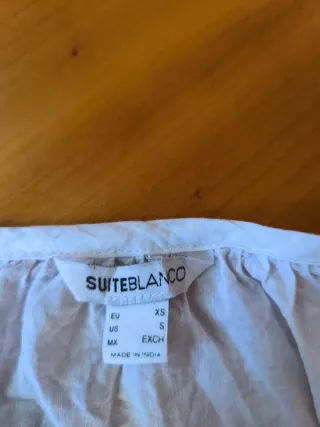 SUITEBLANCO
EU XS
US S
MX EXCH
MADE IN INDIA